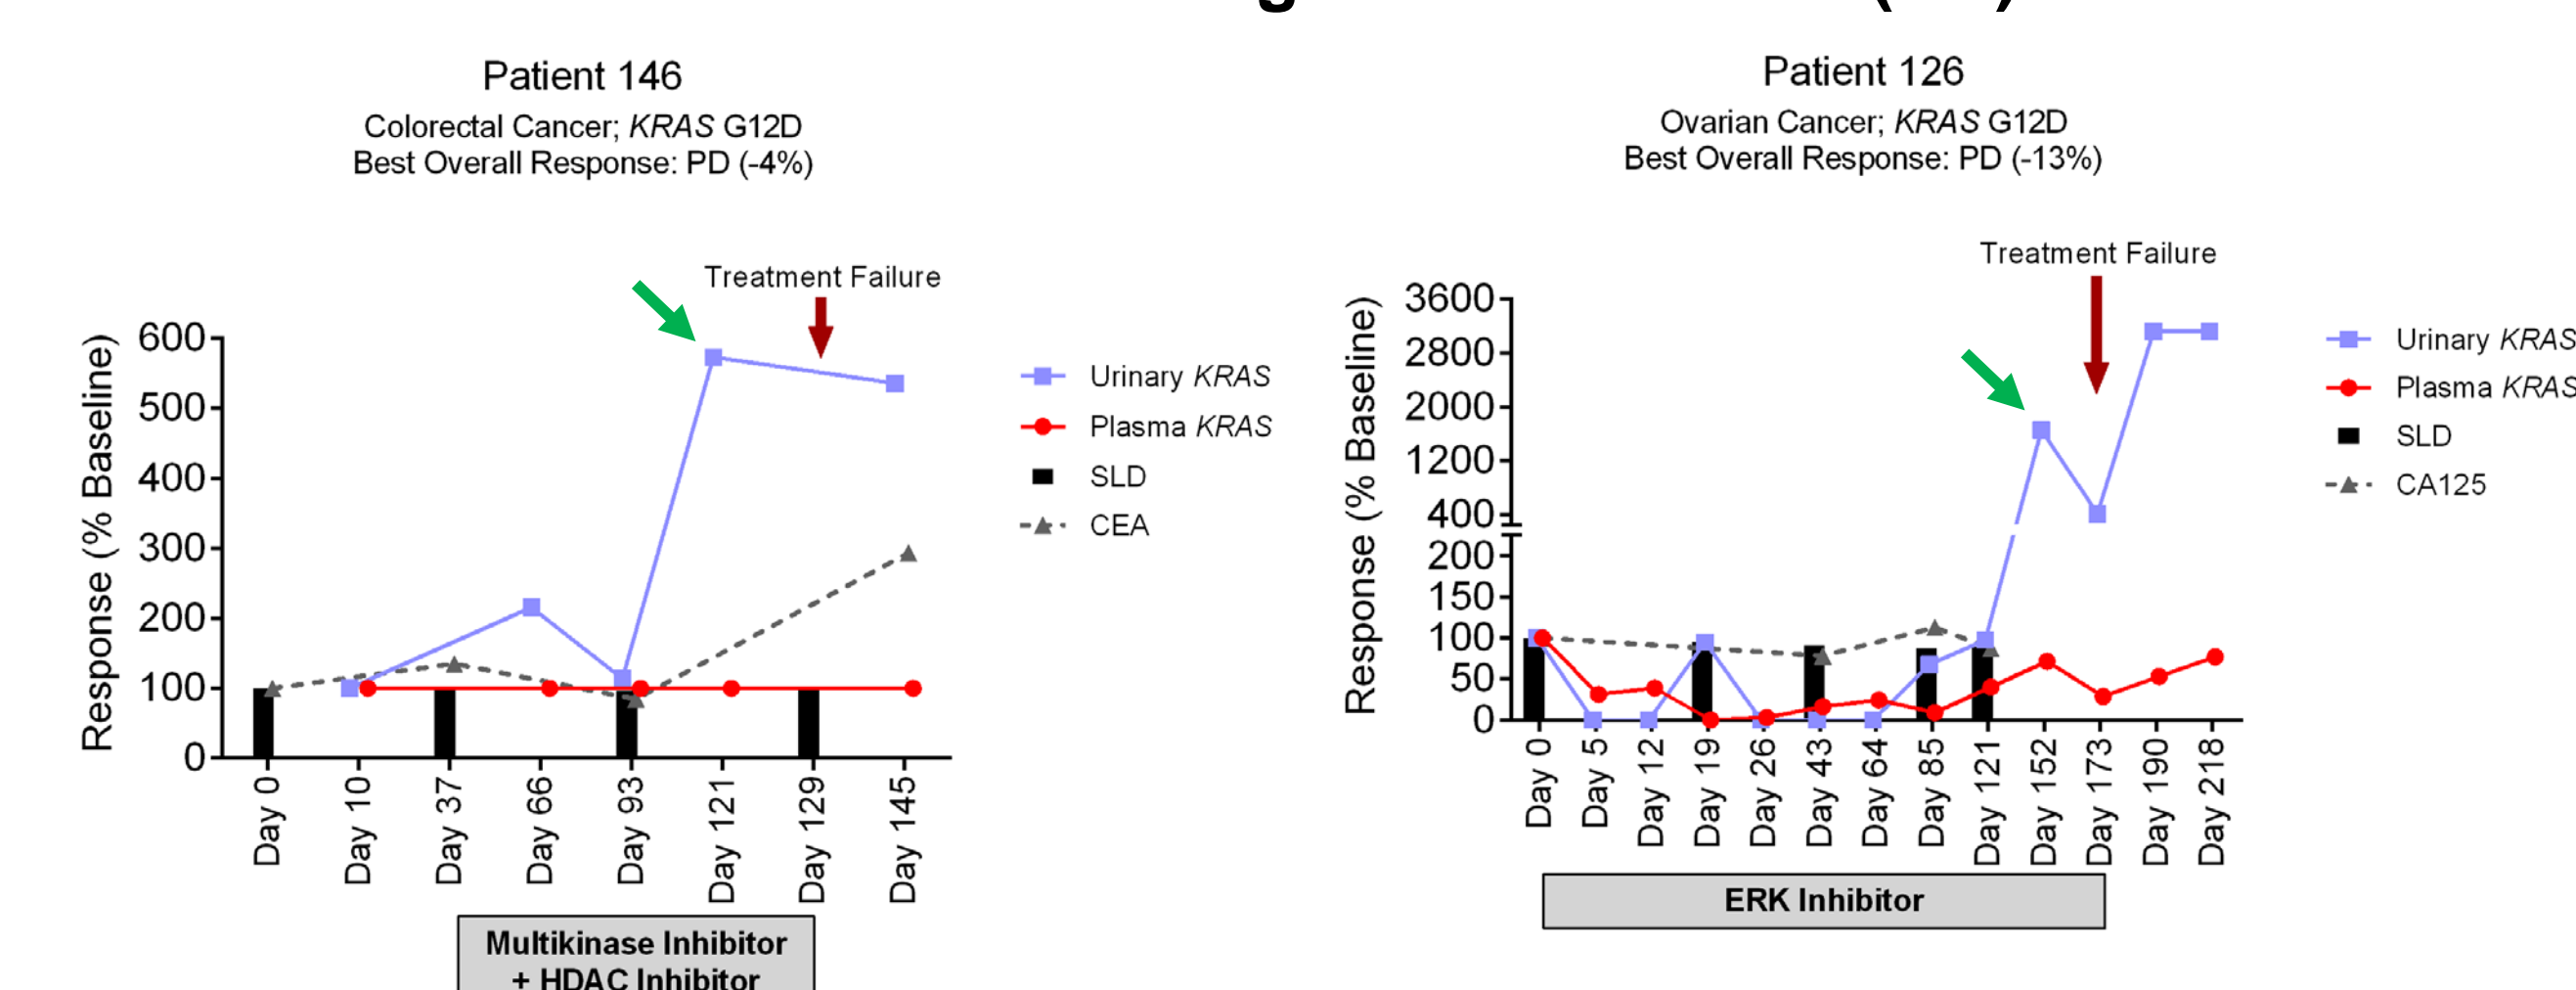 Patient 146
Colorectal Cancer; KRAS G12D
Best Overall Response: PD (-4%)
Treatment Failure
Response (% Baseline)
600
500
400
300
200
100
0
Day 0
Day 10
Day 37
Day 66
Day 93
Day 121
Day 129
Day 145
Urinary KRAS
Plasma KRAS
SLD
CEA
Multikinase Inhibitor
+ HDAC Inhibitor
Patient 126
Ovarian Cancer; KRAS G12D
Best Overall Response: PD (-13%)
Treatment Failure
Response (% Baseline)
3600
2800
2000
1200
400
200
150
100
50
0
Day 0
Day 5
Day 12
Day 19
Day 26
Day 43
Day 64
Day 85
Day 121
Day 152
Day 173
Day 190
Day 218
Urinary KRAS
Plasma KRAS
SLD
CA125
ERK Inhibitor